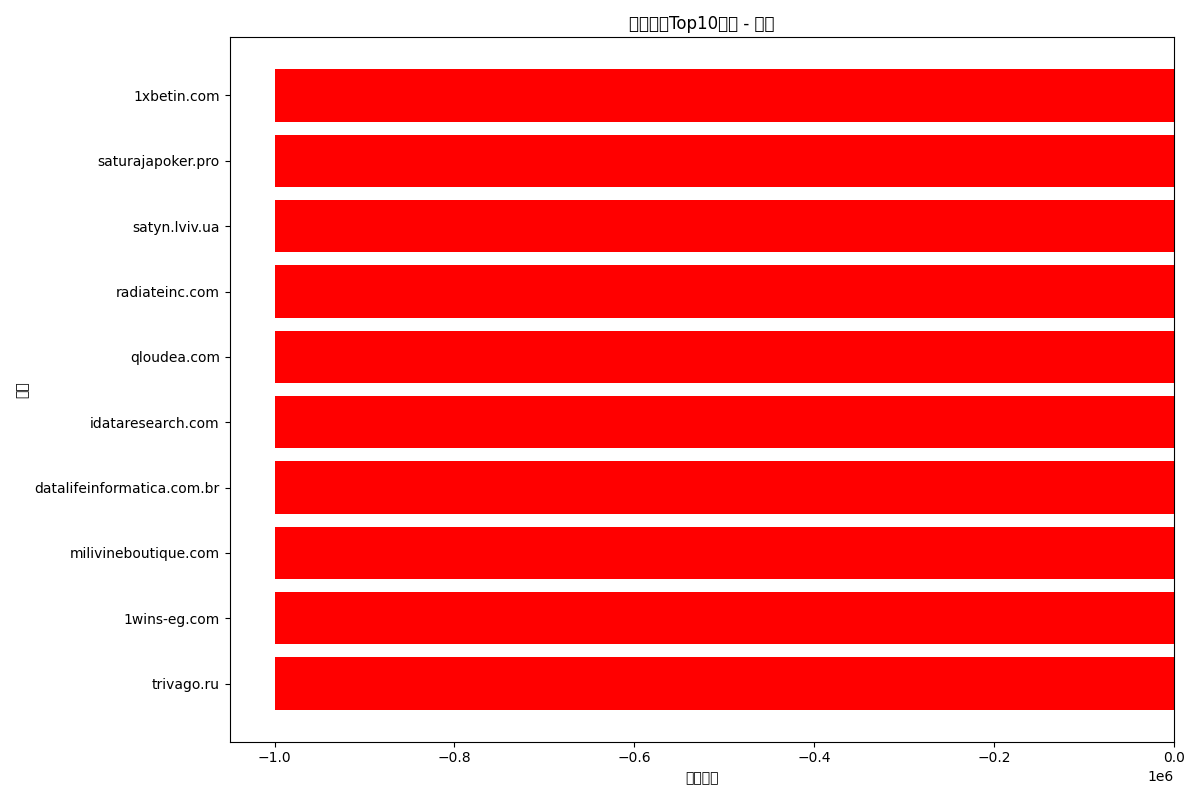 Top10 -
1xbetin.com
saturajapoker.pro
satyn.lviv.ua
radiateinc.com
qloudea.com
idataresearch.com
datalifeinformatica.com.br
milivineboutique.com
1wins-eg.com
trivago.ru
−1.0 −0.8 −0.6 −0.4 −0.2 0.0
1e6